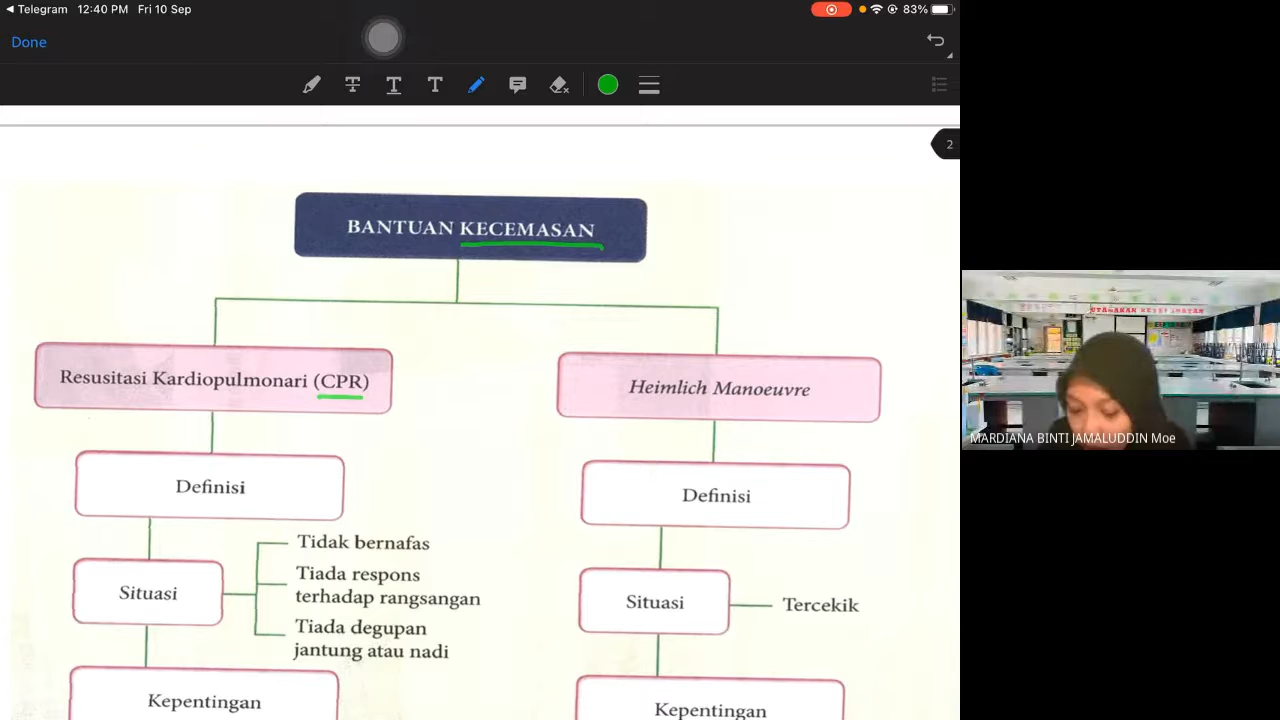 Telegram 12:40 PM Fri 10 Sep
83%
Done
T T T
2
BANTUAN KECEMASAN
Resusitasi Kardiopulmonari (CPR)
Heimlich Manoeuvre
Definisi
Definisi
Situasi
Tidak bernafas
Tiada respons
terhadap rangsangan
Tiada degupan
jantung atau nadi
Situasi
Tercekik
Kepentingan
Kepentingan
MARDIANA BINTI JAMALUDDIN Moe